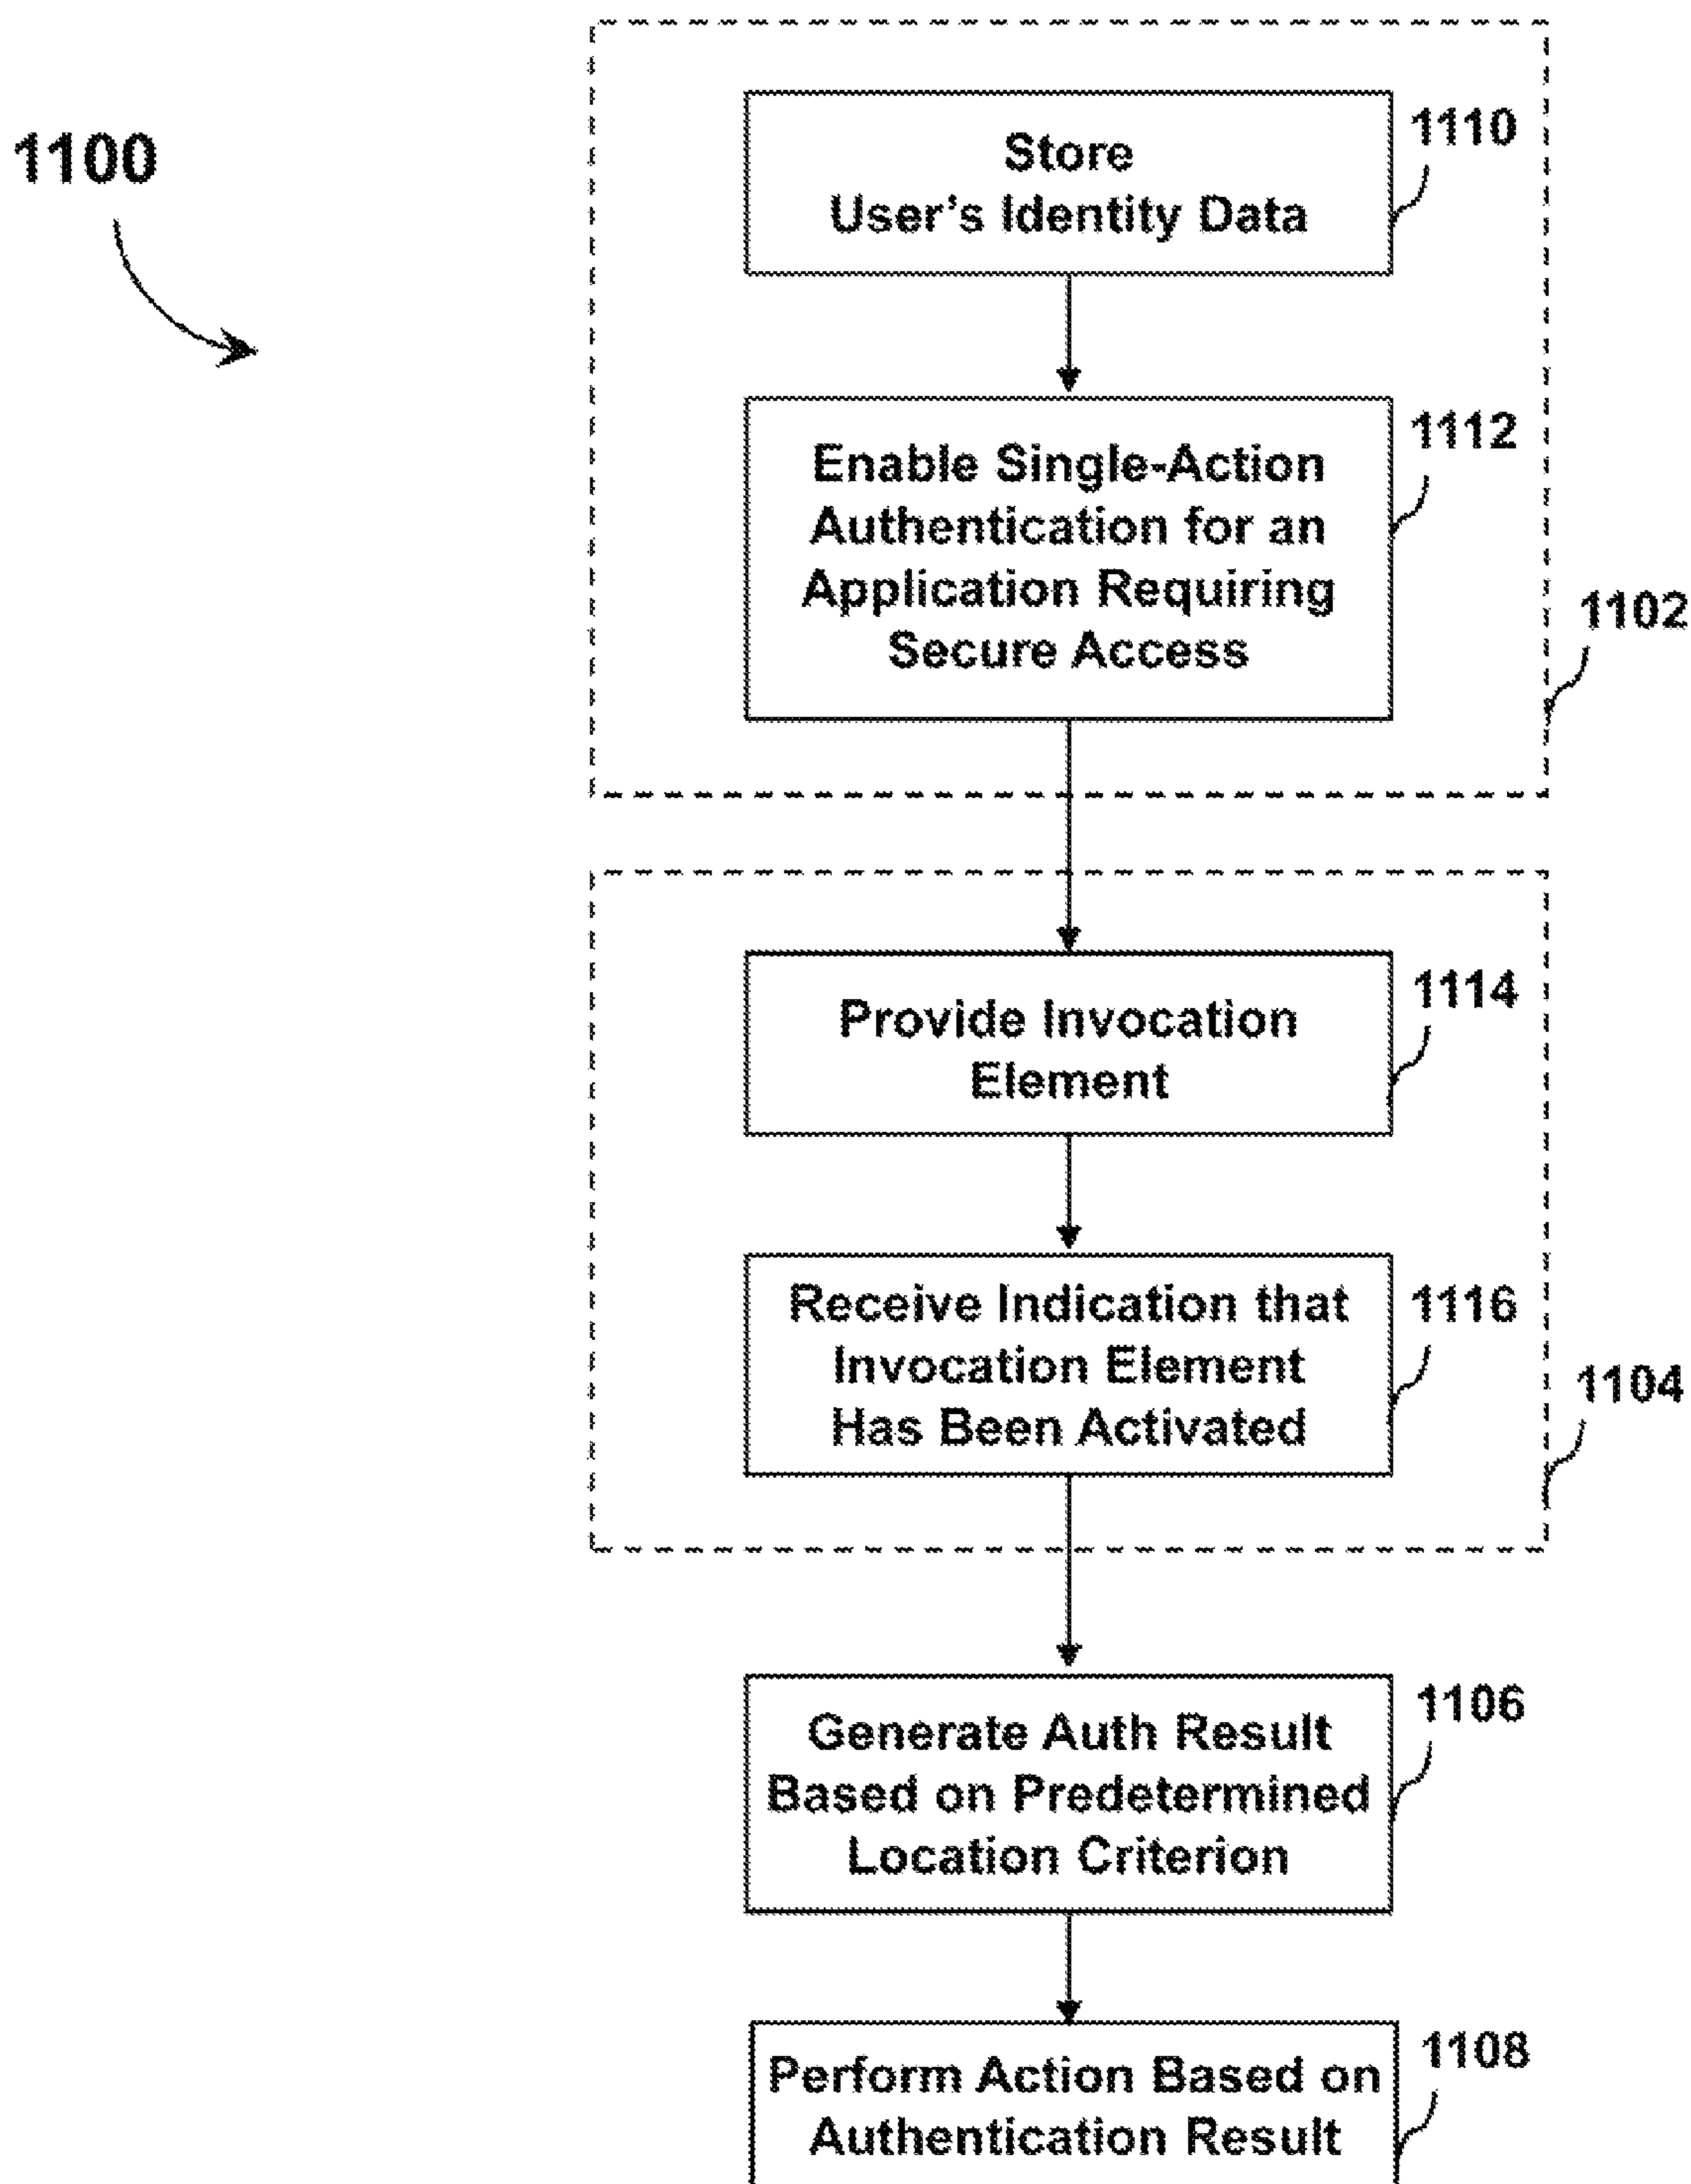 1100
1110
Store
User's Identity Data
1112
Enable Single-Action
Authentication for an
Application Requiring
Secure Access
1102
1114
Provide Invocation
Element
1116
Receive Indication that
Invocation Element
Has Been Activated
1104
1106
Generate Auth Result
Based on Predetermined
Location Criterion
1108
Perform Action Based on
Authentication Result